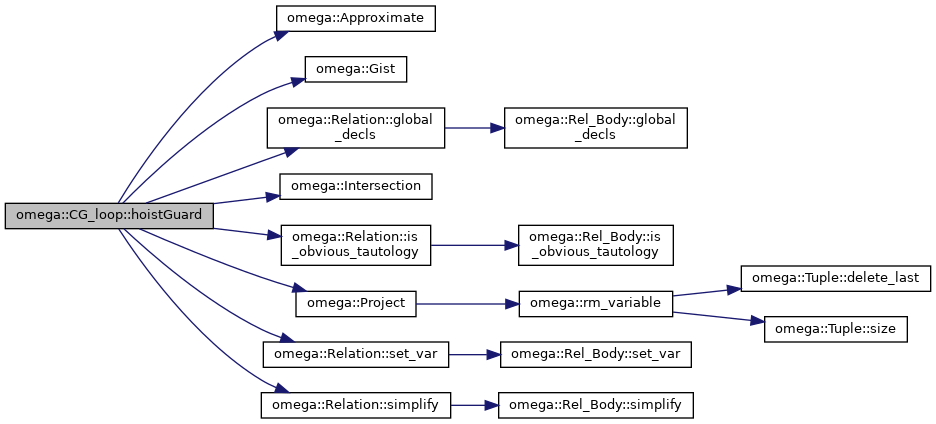 omega::Approximate
omega::Gist
omega::Relation::global
_decls
omega::Rel_Body::global
_decls
omega::Intersection
omega::CG_loop::hoistGuard
omega::Relation::is
_obvious_tautology
omega::Rel_Body::is
_obvious_tautology
omega::Tuple::delete_last
omega::Project
omega::rm_variable
omega::Tuple::size
omega::Relation::set_var
omega::Rel_Body::set_var
omega::Relation::simplify
omega::Rel_Body::simplify